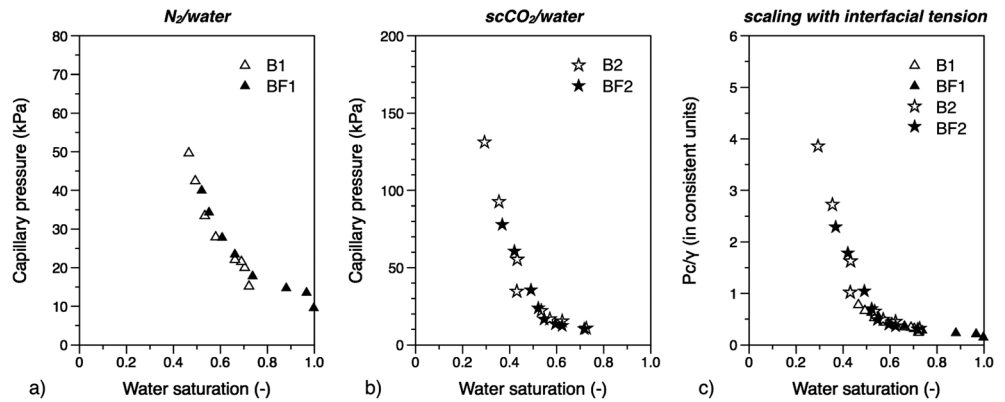 N₂/water
Capillary pressure (kPa)
80
70
60
50
40
30
20
10
0
B1
BF1
0 0.2 0.4 0.6 0.8 1.0
a) Water saturation (-)
scCO₂/water
Capillary pressure (kPa)
200
150
100
50
0
B2
BF2
0 0.2 0.4 0.6 0.8 1.0
b) Water saturation (-)
scaling with interfacial tension
Pc/γ (in consistent units)
6
5
4
3
2
1
0
B1
BF1
B2
BF2
0 0.2 0.4 0.6 0.8 1.0
c) Water saturation (-)